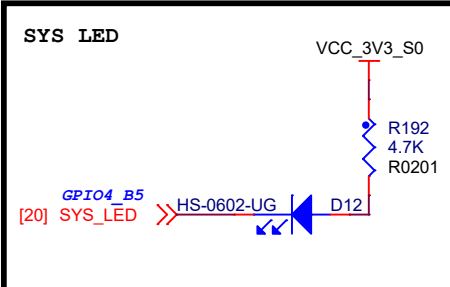 SYS LED
VCC_3V3_S0
R192
4.7K
R0201
GPIO4_B5
[20] SYS_LED
HS-0602-UG
D12